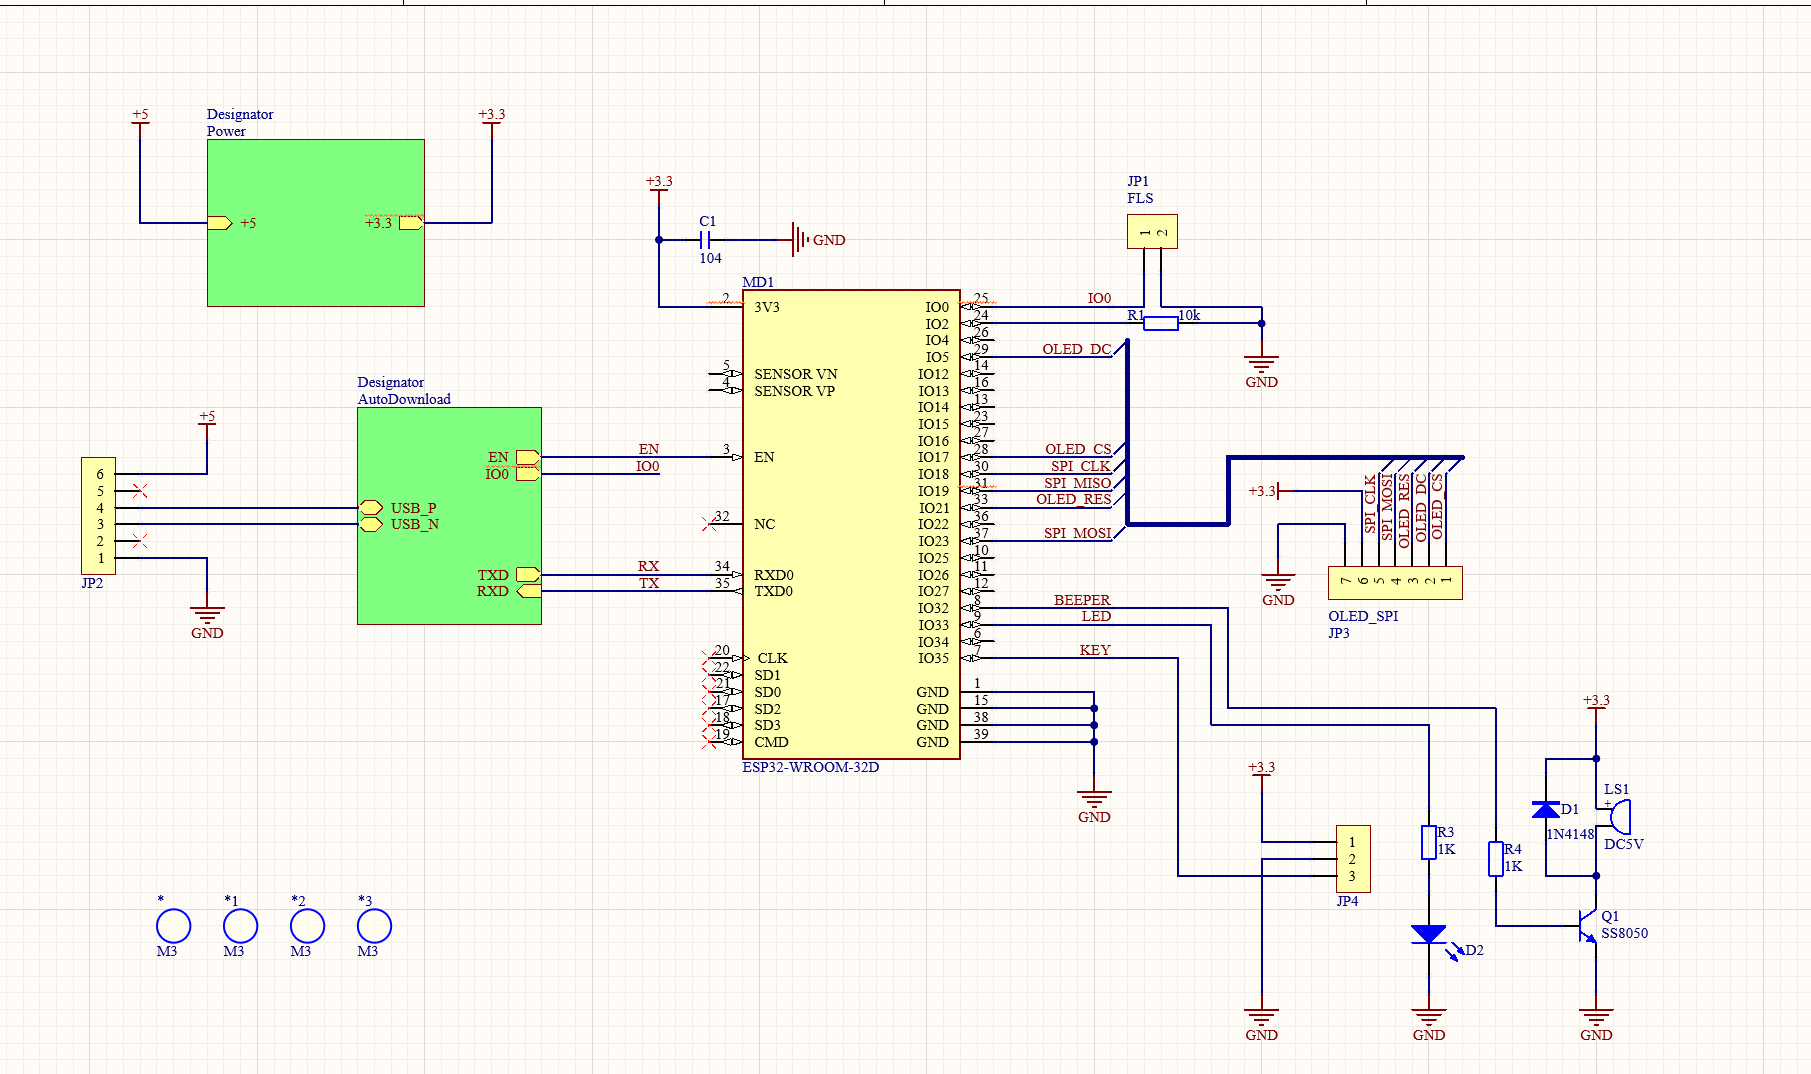 Designator
Power
+5
+3.3
+5
+3.3
+3.3
C1
104
GND
JP1
FLS
1
2
MD1
2
3V3
5
SENSOR VN
4
SENSOR VP
3
EN
32
NC
34
RXD0
35
TXD0
20
CLK
22
SD1
21
SD0
17
SD2
18
SD3
19
CMD
IO0
25
IO0
IO2
24
R1
10k
IO4
26
IO5
29
OLED_DC
IO12
14
IO13
16
IO14
13
IO15
23
IO16
27
IO17
28
OLED_CS
IO18
30
SPI_CLK
IO19
31
SPI_MISO
IO21
33
OLED_RES
IO22
36
IO23
37
SPI_MOSI
IO25
10
IO26
11
IO27
12
IO32
8
BEEPER
IO33
9
LED
IO34
6
IO35
7
KEY
GND
1
GND
15
GND
38
GND
39
ESP32-WROOM-32D
GND
GND
Designator
AutoDownload
EN
EN
IO0
IO0
USB_P
USB_N
TXD
RX
RXD
TX
+5
6
5
4
3
2
1
JP2
GND
+3.3
SPI_CLK
SPI_MOSI
OLED_RES
OLED_DC
OLED_CS
7
6
5
4
3
2
1
GND
OLED_SPI
JP3
+3.3
1
2
3
JP4
GND
R3
1K
D2
GND
R4
1K
+3.3
D1
1N4148
LS1
+
DC5V
Q1
SS8050
GND
*
M3
*1
M3
*2
M3
*3
M3